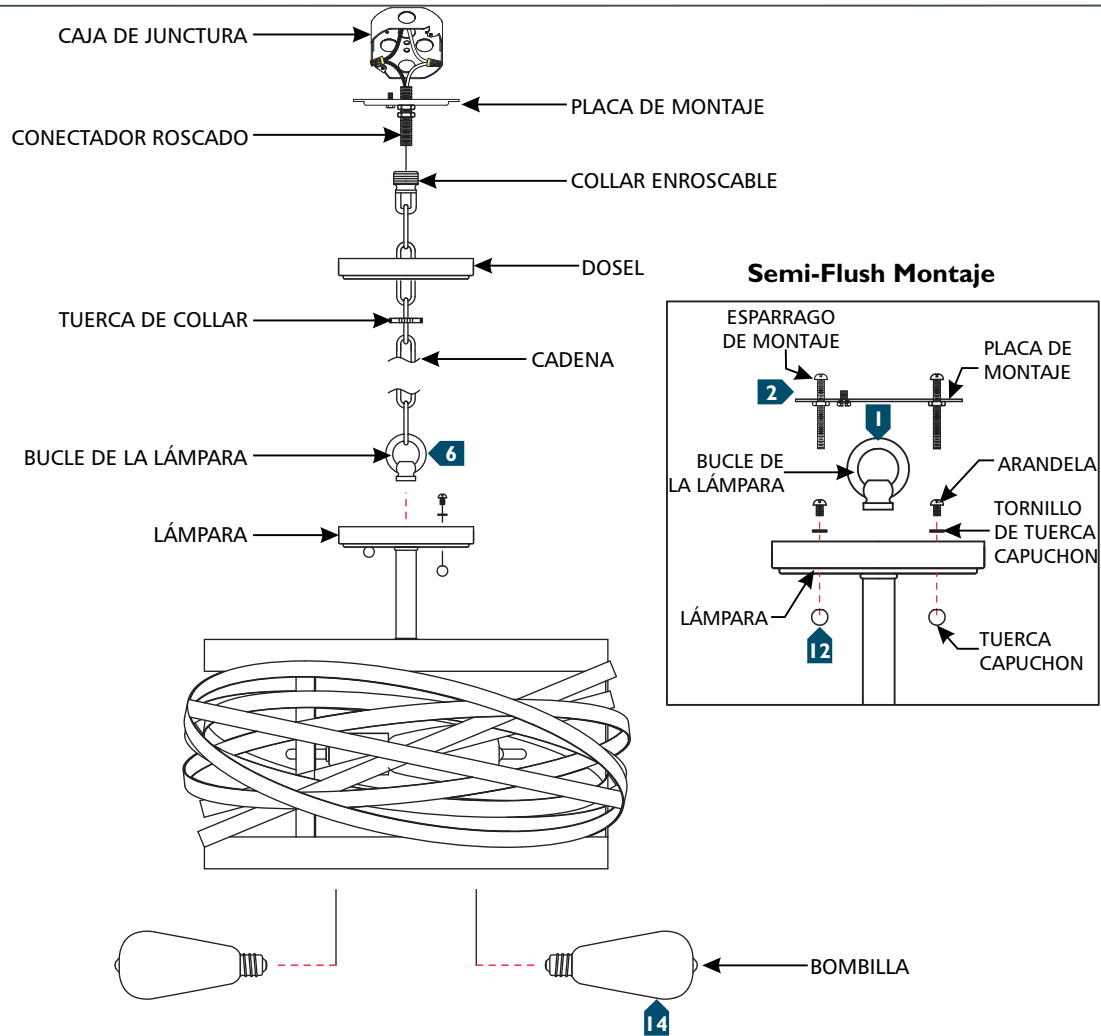 CAJA DE JUNCTURA
PLACA DE MONTAJE
CONECTADOR ROSCADO
COLLAR ENROSCABLE
DOSEL
TUERCA DE COLLAR
CADENA
BUCLE DE LA LÁMPARA
6
LÁMPARA
BOMBILLA
14
Semi-Flush Montaje
ESPARRAGO
DE MONTAJE
PLACA DE
MONTAJE
2
1
BUCLE DE
LA LÁMPARA
ARANDELA
TORNILLO
DE TUERCA
CAPUCHON
LÁMPARA
12
TUERCA
CAPUCHON